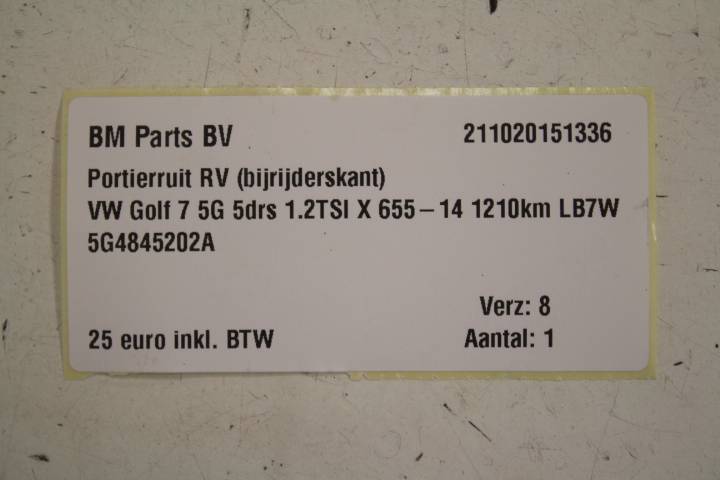 BM Parts BV 211020151336
Portierruit RV (bijrijderskant)
VW Golf 7 5G 5drs 1.2TSI X 655-14 1210km LB7W
5G4845202A
Verz: 8
25 euro inkl. BTW Aantal: 1